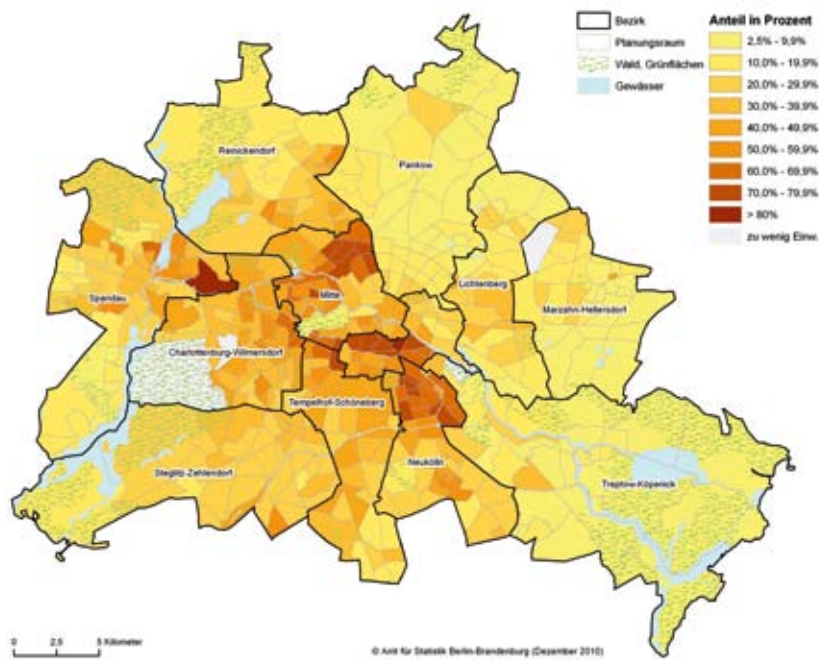 Bezirk
Planungsraum
Wald, Grünflächen
Gewässer
Anteil in Prozent
2,5% - 9,9%
10,0% - 19,9%
20,0% - 29,9%
30,0% - 39,9%
40,0% - 49,9%
50,0% - 59,9%
60,0% - 69,9%
70,0% - 79,9%
> 80%
zu wenig Einw.
Reinickendorf
Pankow
Lichtenberg
Spandau
Mitte
Marzahn-Hellersdorf
Charlottenburg-Wilmersdorf
Tempelhof-Schöneberg
Neukölln
Steglitz-Zehlendorf
Treptow-Köpenick
0 2,5 5 Kilometer
© Amt für Statistik Berlin-Brandenburg (Dezember 2010)